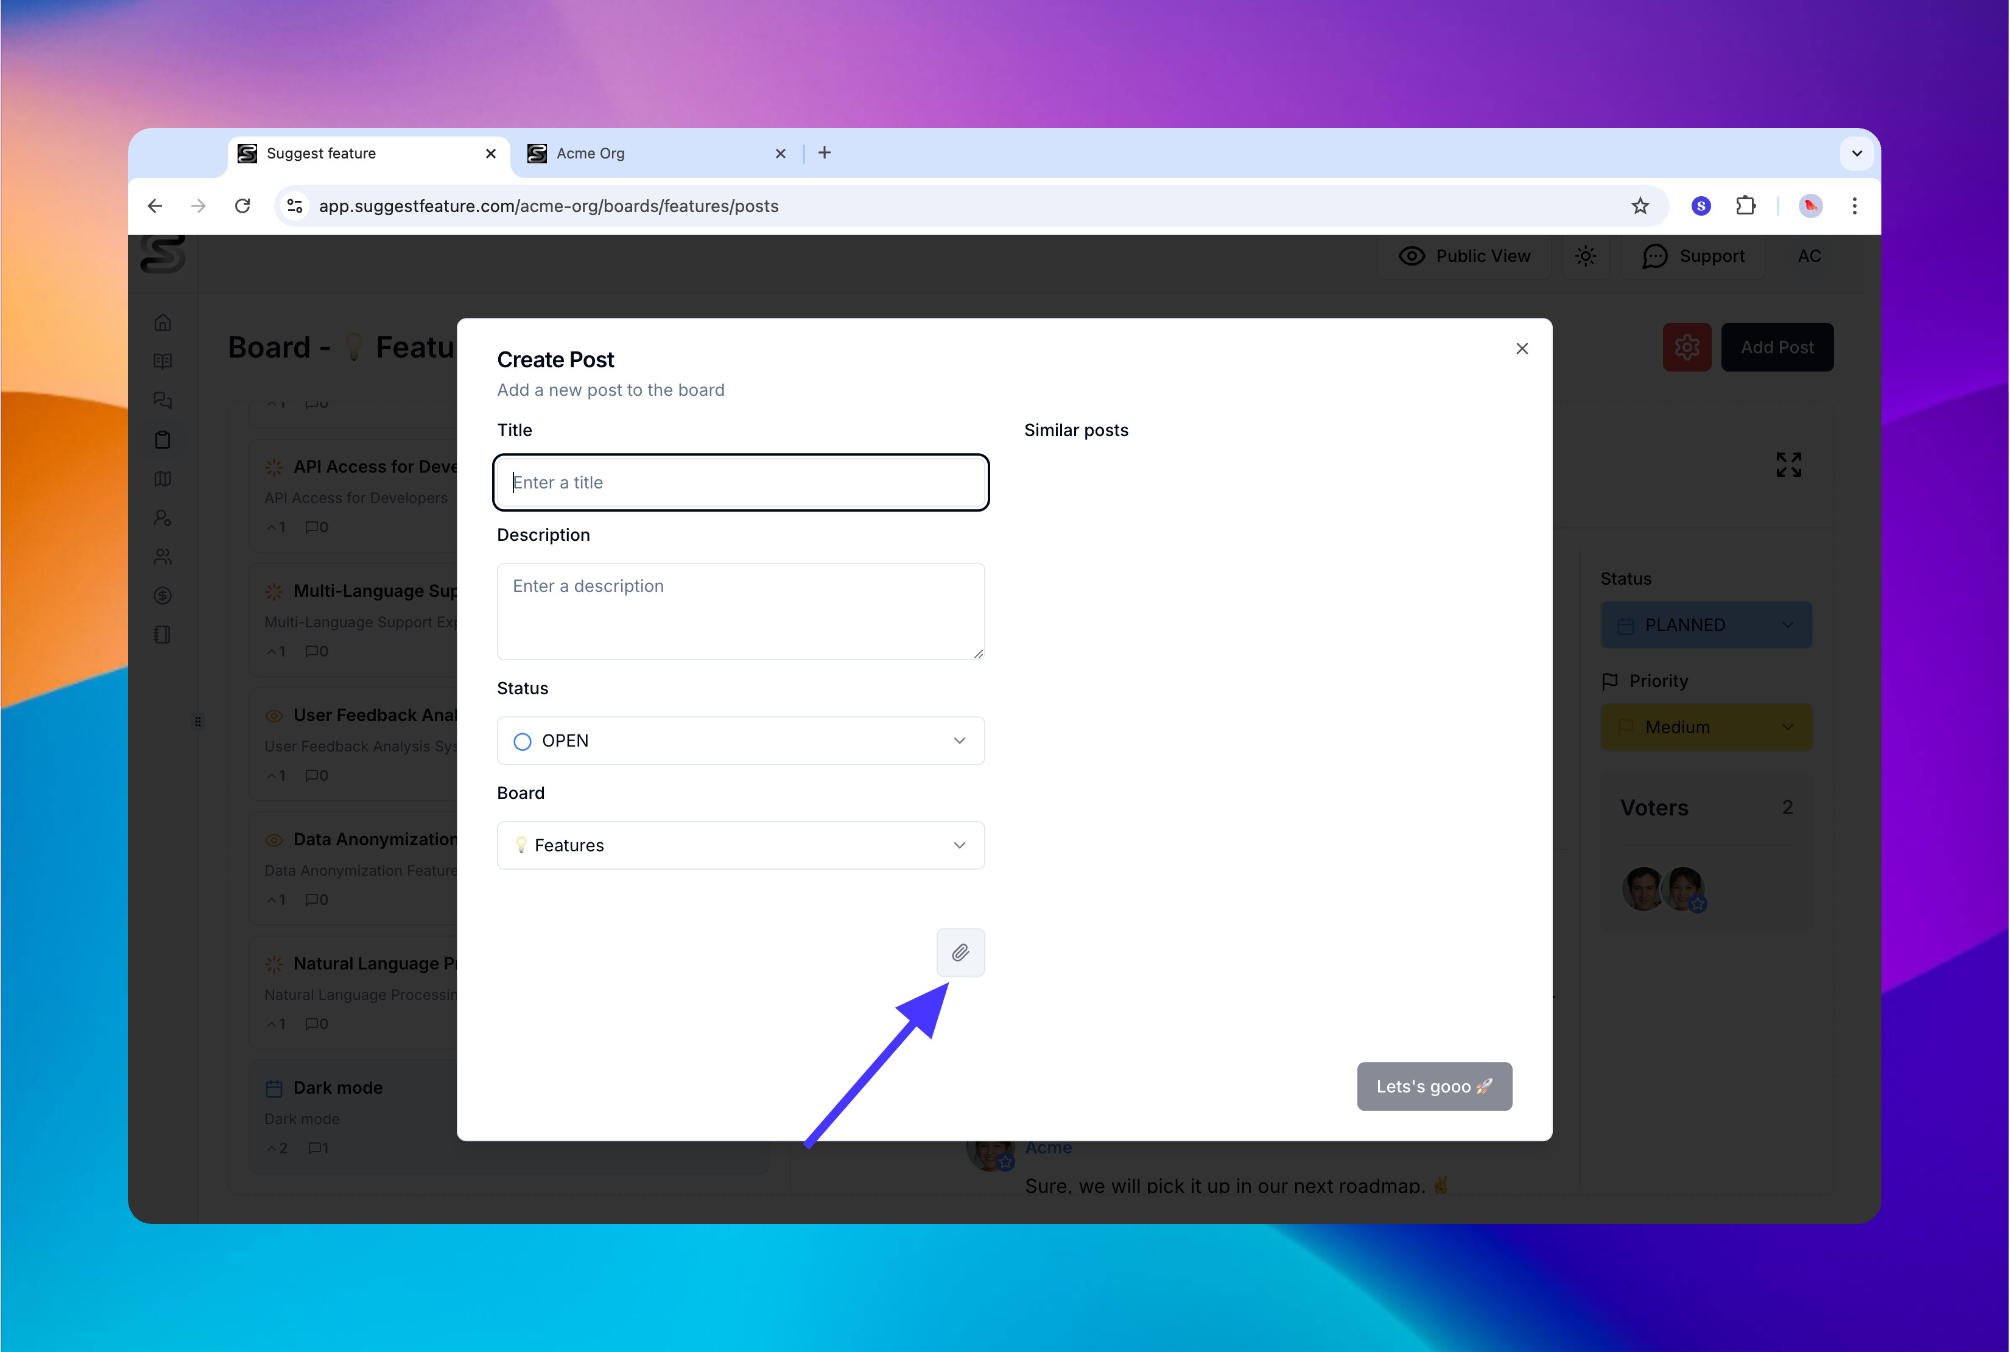 Suggest feature
Acme Org
app.suggestfeature.com/acme-org/boards/features/posts
S
Public View
Support
AC
Board - 💡 Featu
Add Post
1 0
API Access for Deve
API Access for Developers
1 0
Multi-Language Sup
Multi-Language Support Exp
1 0
User Feedback Anal
User Feedback Analysis Sys
1 0
Data Anonymization
Data Anonymization Feature
1 0
Natural Language P
Natural Language Processin
1 0
Dark mode
Dark mode
2 1
Create Post
Add a new post to the board
Title
Enter a title
Description
Enter a description
Status
OPEN
Board
💡 Features
Similar posts
Lets's gooo 🚀
Status
PLANNED
Priority
Medium
Voters 2
Acme
Sure, we will pick it up in our next roadmap. ✌️